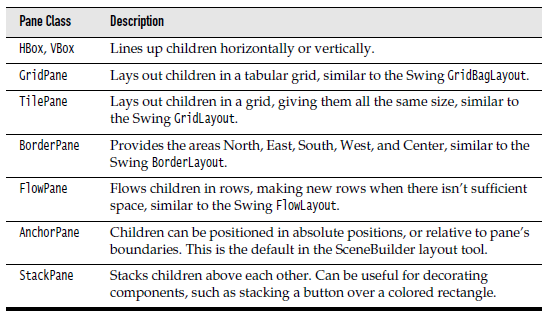 Pane Class Description
HBox, VBox Lines up children horizontally or vertically.
GridPane Lays out children in a tabular grid, similar to the Swing GridBagLayout.
TilePane Lays out children in a grid, giving them all the same size, similar to
the Swing GridLayout.
BorderPane Provides the areas North, East, South, West, and Center, similar to the
Swing BorderLayout.
FlowPane Flows children in rows, making new rows when there isn't sufficient
space, similar to the Swing FlowLayout.
AnchorPane Children can be positioned in absolute positions, or relative to pane's
boundaries. This is the default in the SceneBuilder layout tool.
StackPane Stacks children above each other. Can be useful for decorating
components, such as stacking a button over a colored rectangle.